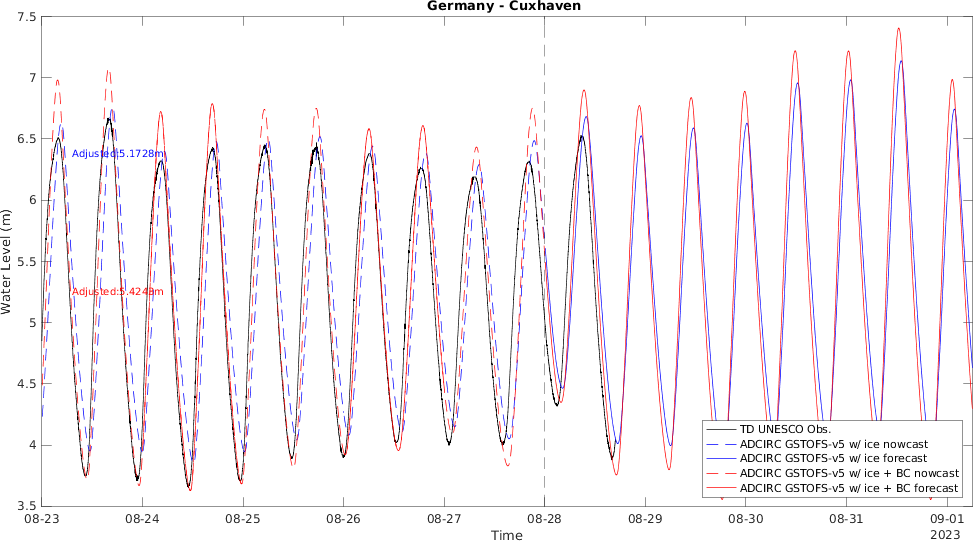 Germany - Cuxhaven
7.5
7
6.5
6
5.5
5
4.5
4
3.5
Water Level (m)
Adjusted:5.1728m
Adjusted:5.4243m
TD UNESCO Obs.
ADCIRC GSTOFS-v5 w/ ice nowcast
ADCIRC GSTOFS-v5 w/ ice forecast
ADCIRC GSTOFS-v5 w/ ice + BC nowcast
ADCIRC GSTOFS-v5 w/ ice + BC forecast
08-23 08-24 08-25 08-26 08-27 08-28 08-29 08-30 08-31 09-01
2023
Time